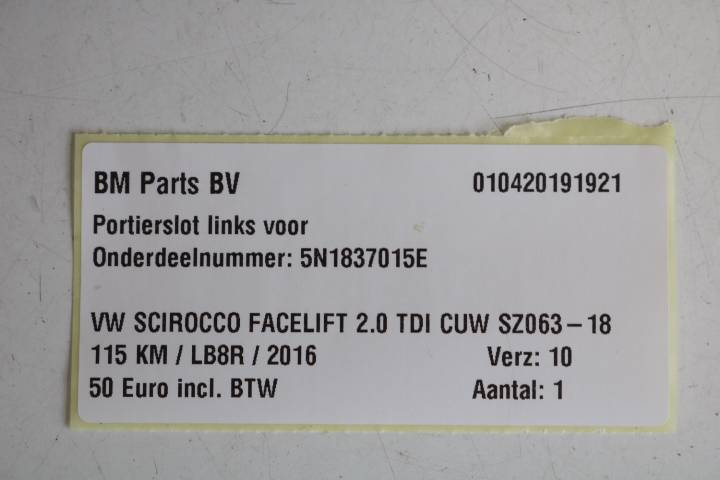 BM Parts BV 010420191921
Portierslot links voor
Onderdeelnummer: 5N1837015E
VW SCIROCCO FACELIFT 2.0 TDI CUW SZ063-18
115 KM / LB8R / 2016 Verz: 10
50 Euro incl. BTW Aantal: 1